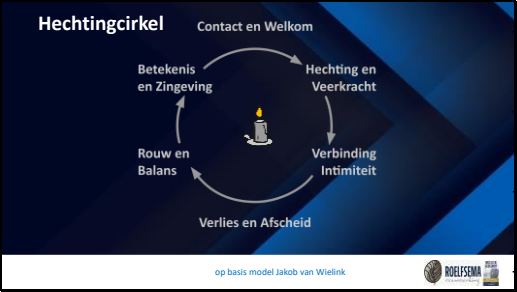 Hechtingcirkel
Contact en Welkom
Betekenis
en Zingeving
Hechting en
Veerkracht
Rouw en
Balans
Verbinding
Intimiteit
Verlies en Afscheid
op basis model Jakob van Wielink
ROELFSEMA